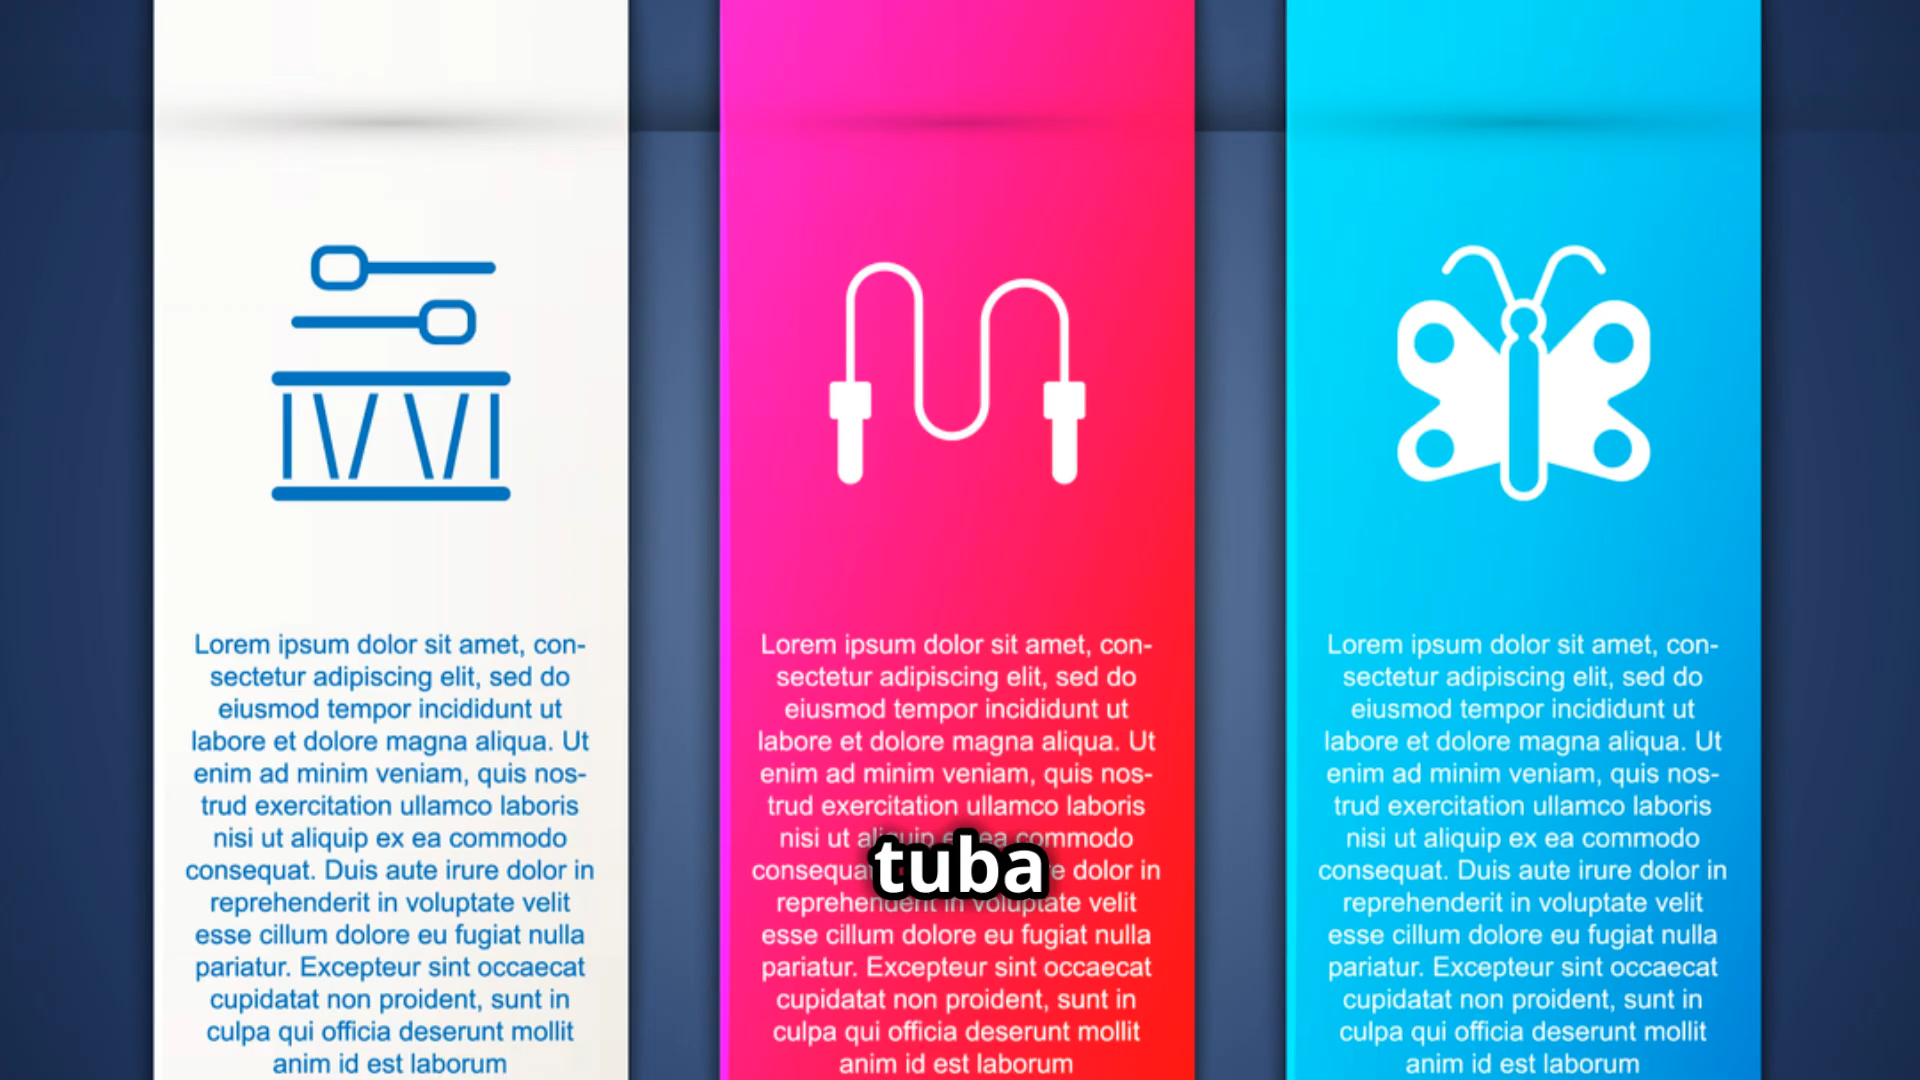 Lorem ipsum dolor sit amet, con-
sectetur adipiscing elit, sed do
eiusmod tempor incididunt ut
labore et dolore magna aliqua. Ut
enim ad minim veniam, quis nos-
trud exercitation ullamco laboris
nisi ut aliquip ex ea commodo
consequat. Duis aute irure dolor in
reprehenderit in voluptate velit
esse cillum dolore eu fugiat nulla
pariatur. Excepteur sint occaecat
cupidatat non proident, sunt in
culpa qui officia deserunt mollit
anim id est laborum
Lorem ipsum dolor sit amet, con-
sectetur adipiscing elit, sed do
eiusmod tempor incididunt ut
labore et dolore magna aliqua. Ut
enim ad minim veniam, quis nos-
trud exercitation ullamco laboris
nisi ut aliquip ex ea commodo
dolor in
reprehenderit in voluptate velit
esse cillum dolore eu fugiat nulla
pariatur. Excepteur sint occaecat
cupidatat non proident, sunt in
culpa qui officia deserunt mollit
anim id est laborum
tuba
Lorem ipsum dolor sit amet, con-
sectetur adipiscing elit, sed do
eiusmod tempor incididunt ut
labore et dolore magna aliqua. Ut
enim ad minim veniam, quis nos-
trud exercitation ullamco laboris
nisi ut aliquip ex ea commodo
consequat. Duis aute irure dolor in
reprehenderit in voluptate velit
esse cillum dolore eu fugiat nulla
pariatur. Excepteur sint occaecat
cupidatat non proident, sunt in
culpa qui officia deserunt mollit
anim id est laborum